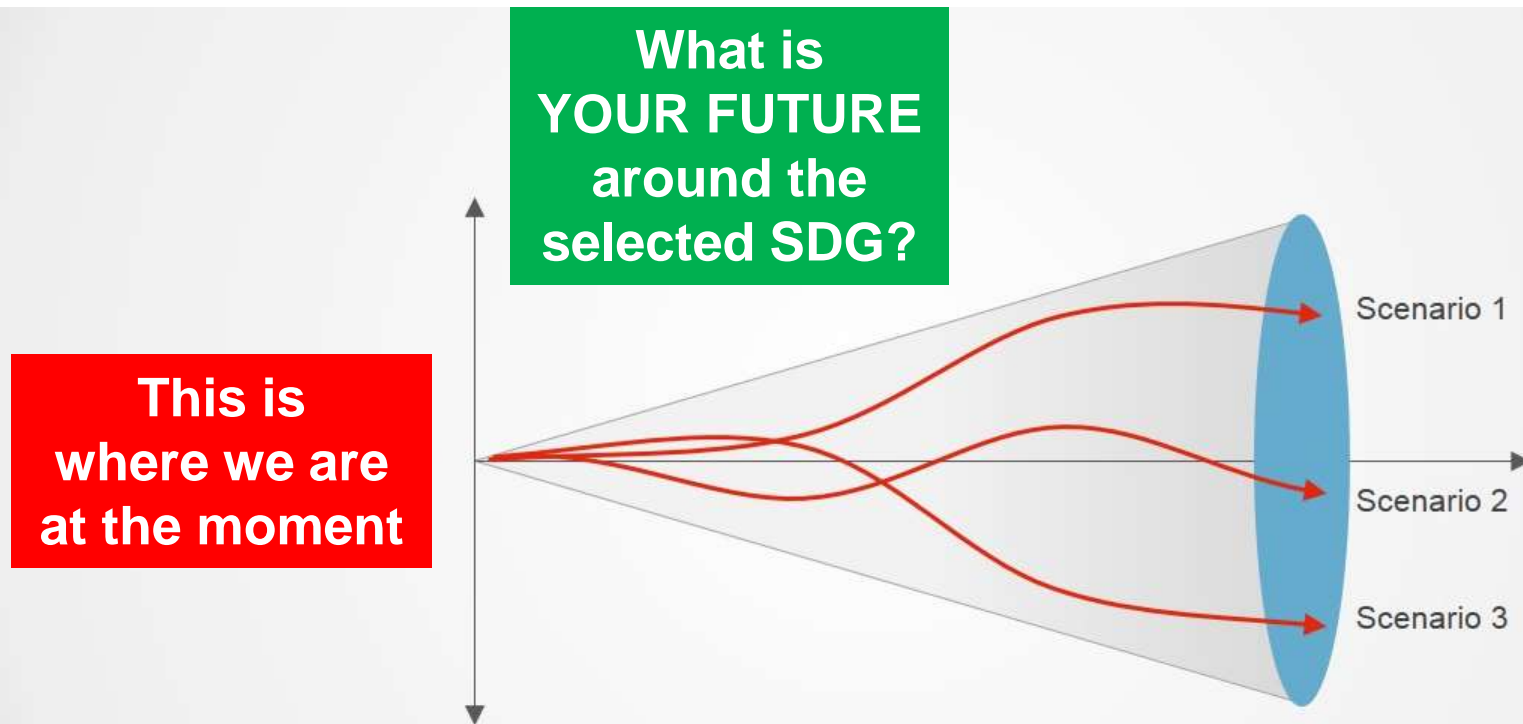 What is
YOUR FUTURE
around the
selected SDG?
This is
where we are
at the moment
Scenario 1
Scenario 2
Scenario 3